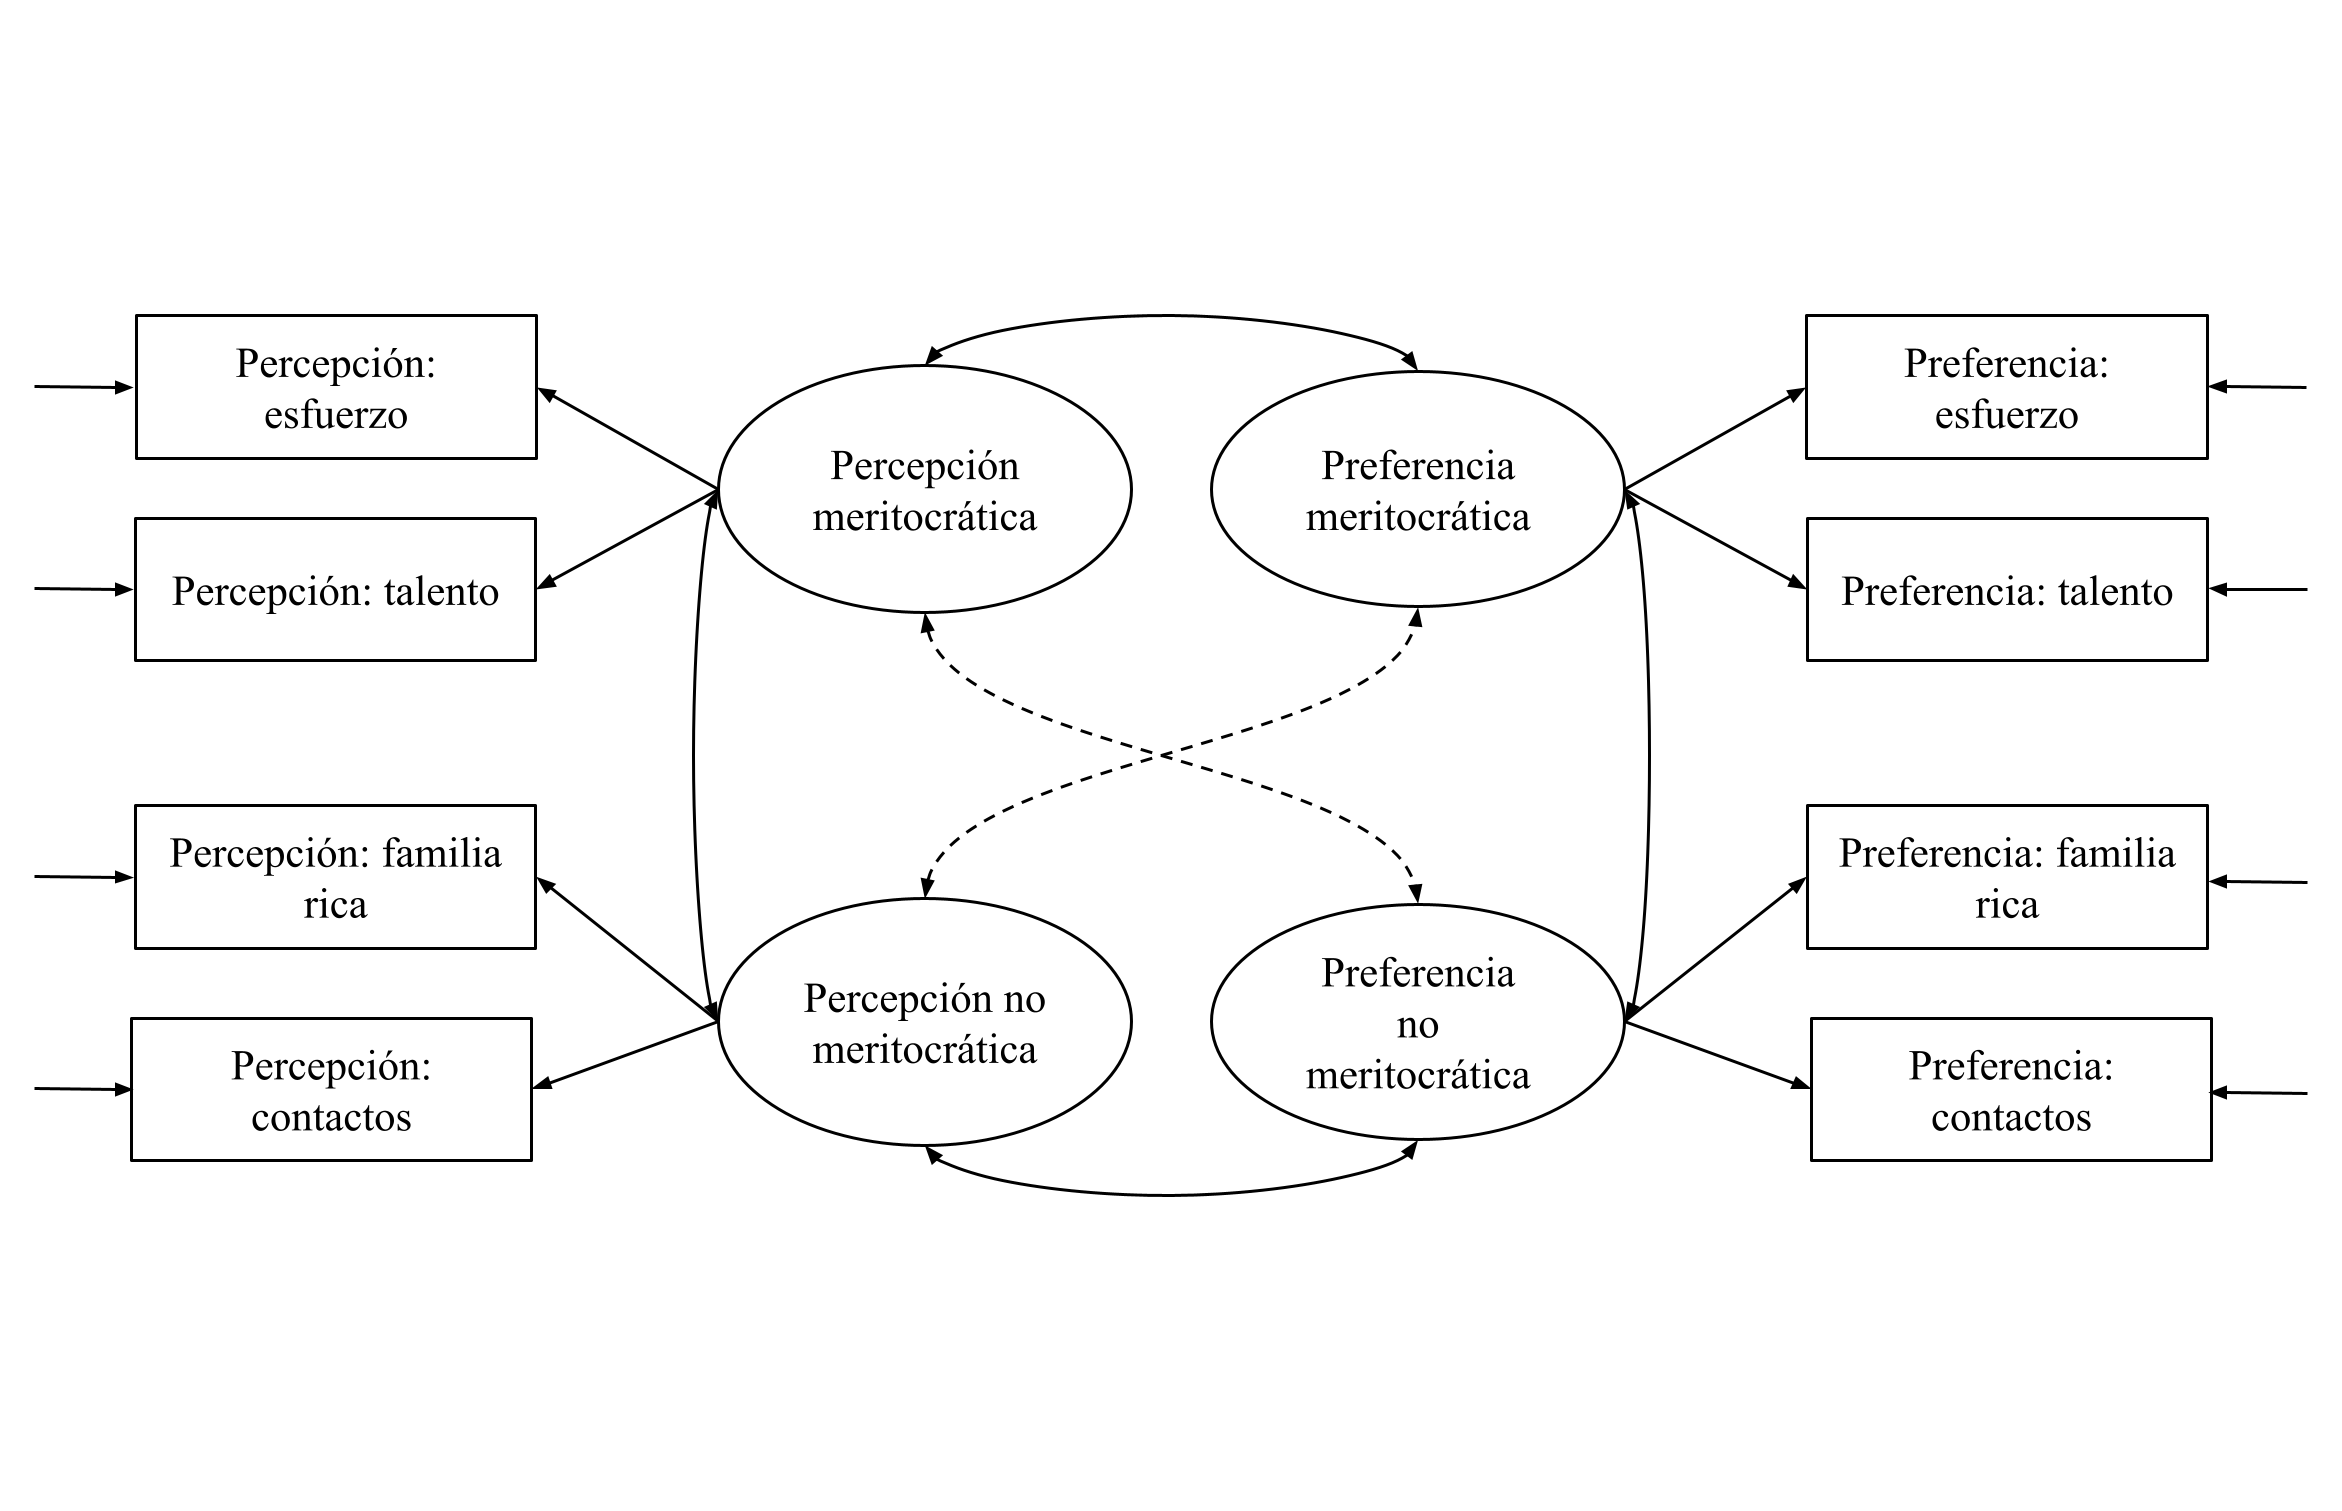 Percepción:
esfuerzo
Percepción: talento
Percepción: familia
rica
Percepción:
contactos
Percepción
meritocrática
Percepción no
meritocrática
Preferencia
meritocrática
Preferencia
no
meritocrática
Preferencia:
esfuerzo
Preferencia: talento
Preferencia: familia
rica
Preferencia:
contactos